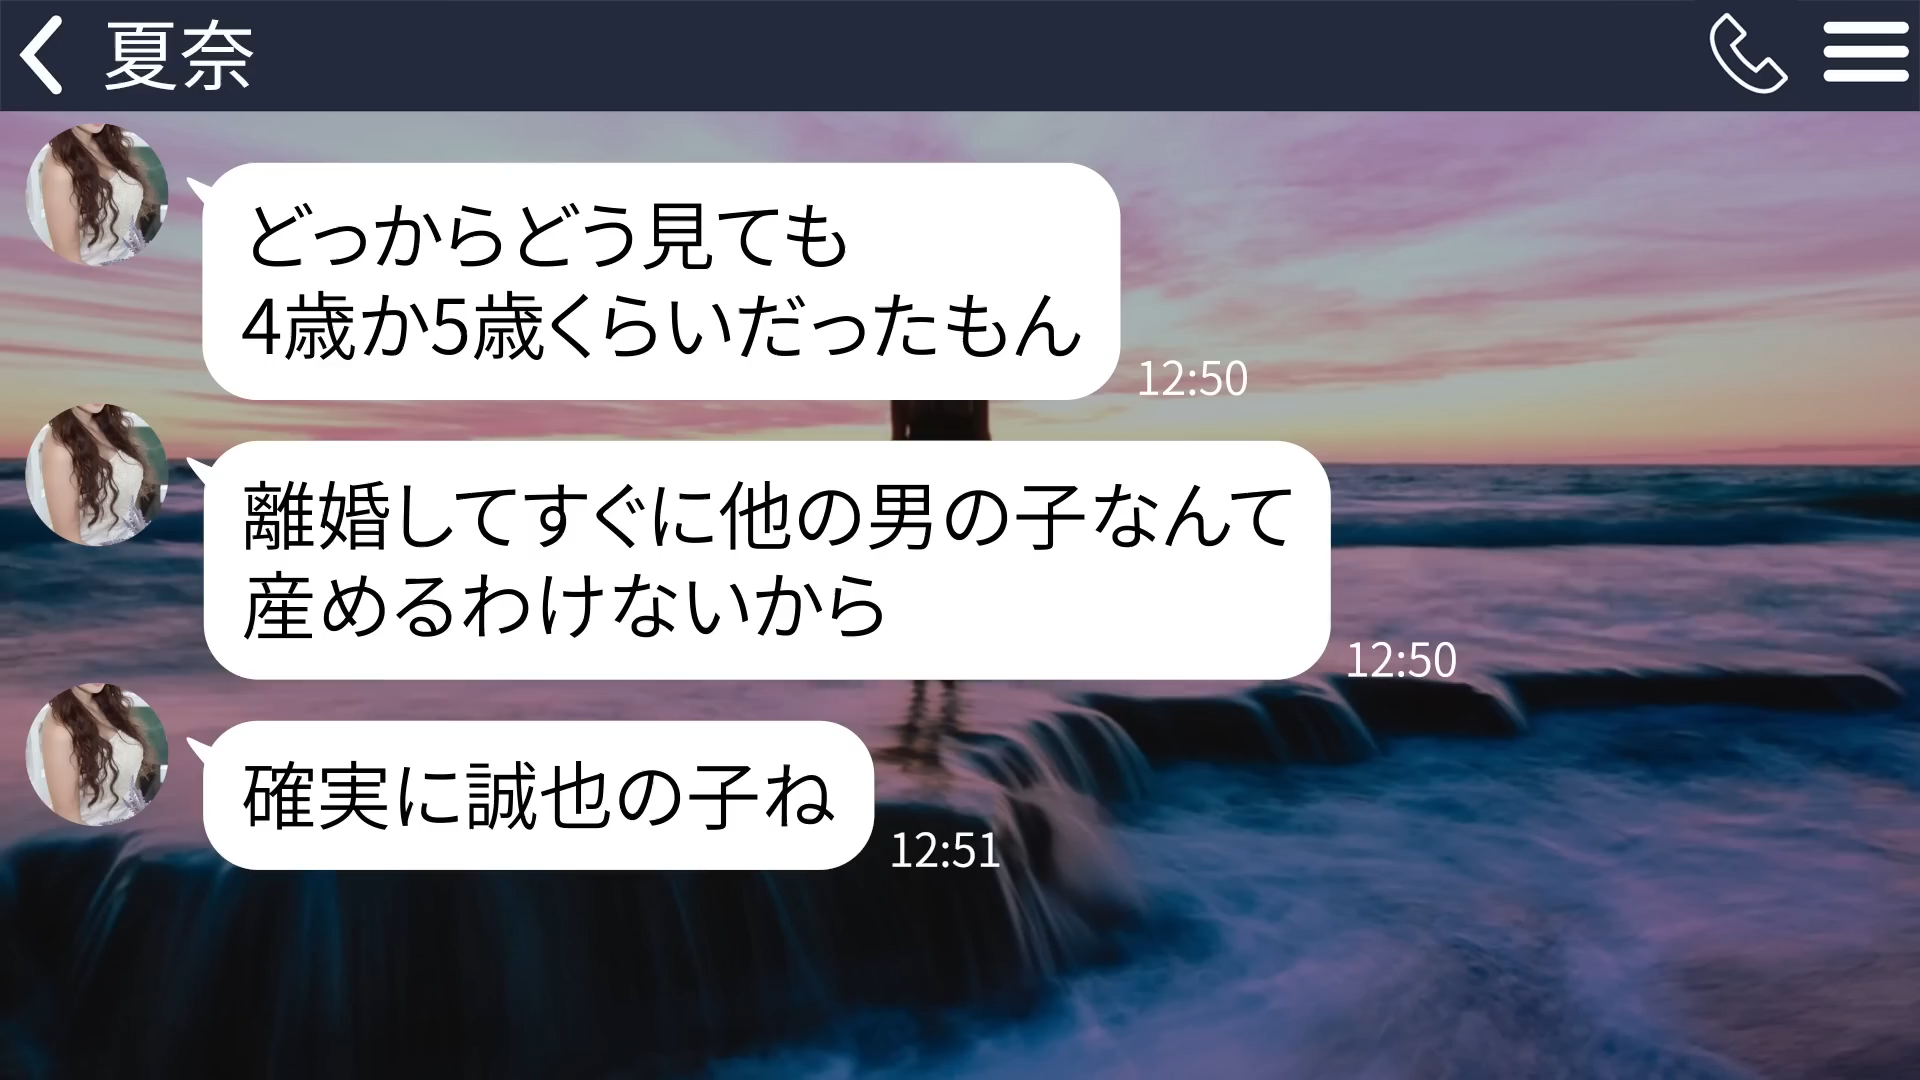 夏奈
どっからどう見ても
4歳か5歳くらいだったもん
12:50
離婚してすぐに他の男の子なんて
産めるわけないから
12:50
確実に誠也の子ね
12:51